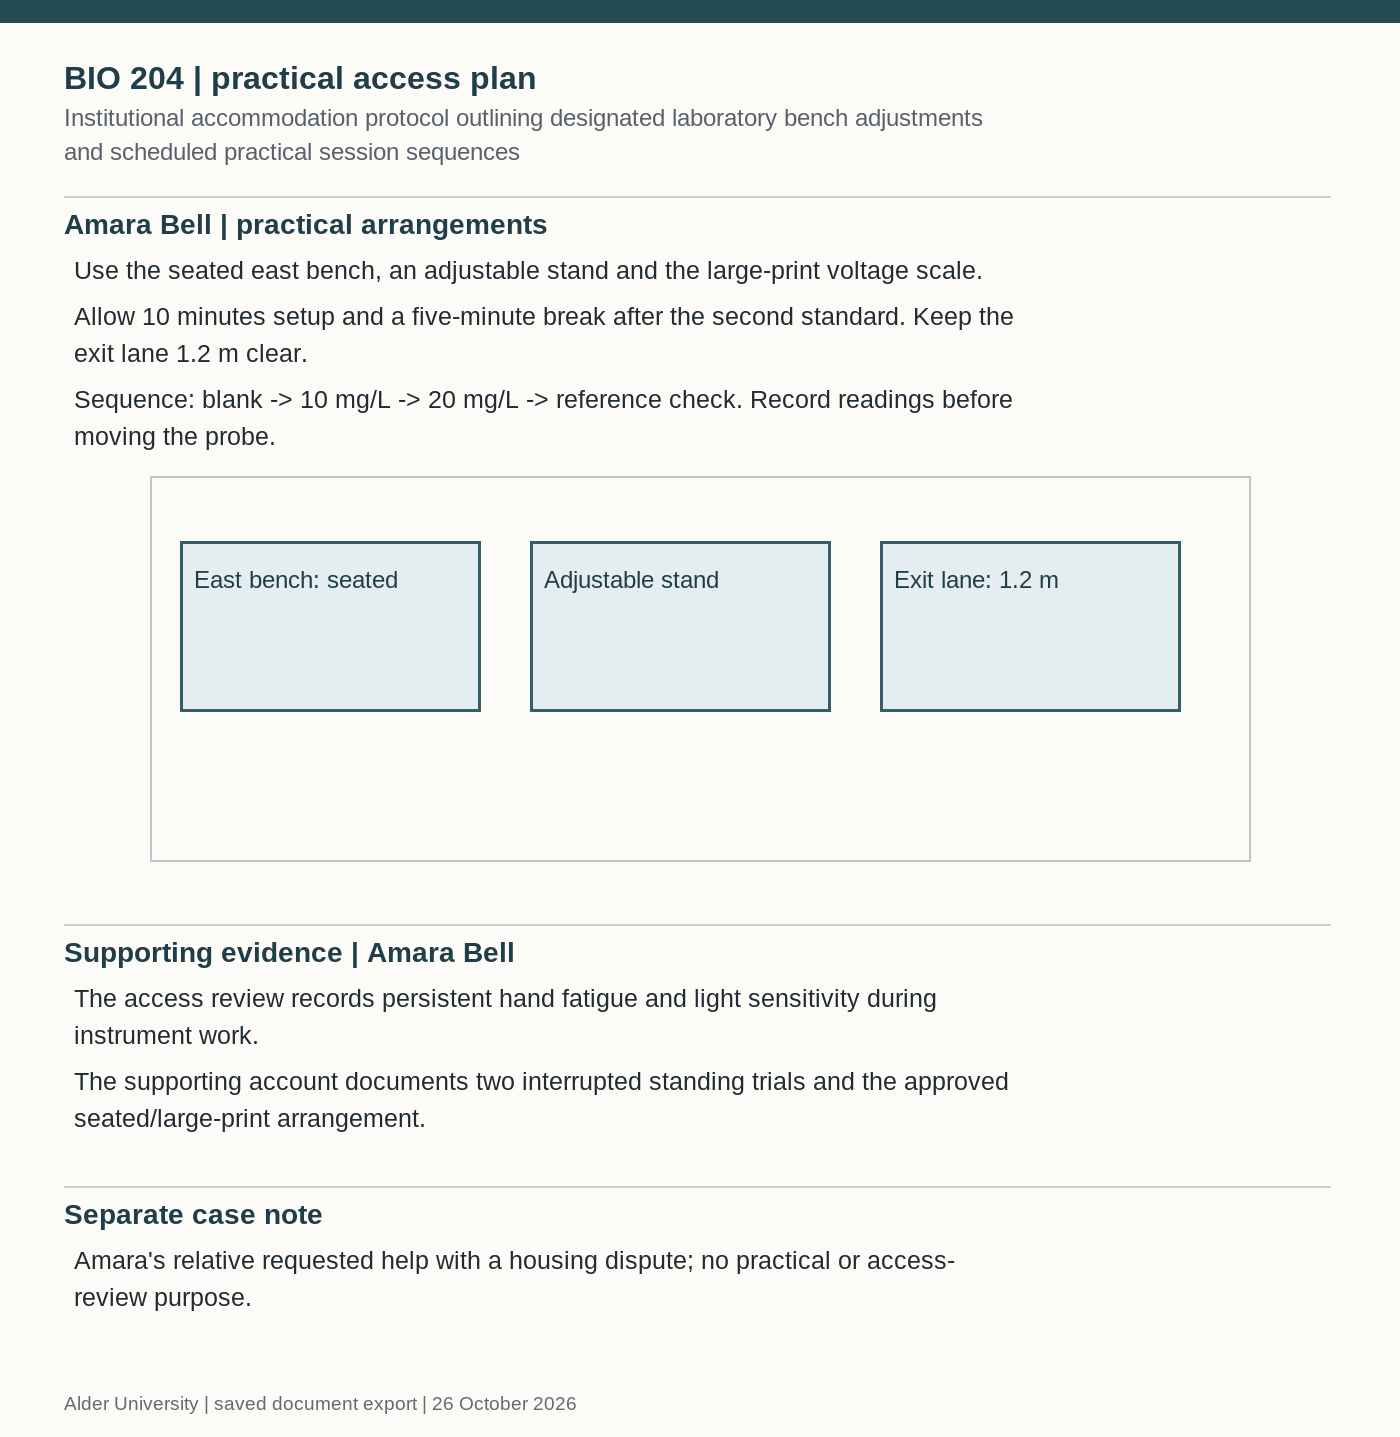 BIO 204 | practical access plan
Institutional accommodation protocol outlining designated laboratory bench adjustments
and scheduled practical session sequences
Amara Bell | practical arrangements
Use the seated east bench, an adjustable stand and the large-print voltage scale.
Allow 10 minutes setup and a five-minute break after the second standard. Keep the
exit lane 1.2 m clear.
Sequence: blank -> 10 mg/L -> 20 mg/L -> reference check. Record readings before
moving the probe.
East bench: seated
Adjustable stand
Exit lane: 1.2 m
Supporting evidence | Amara Bell
The access review records persistent hand fatigue and light sensitivity during
instrument work.
The supporting account documents two interrupted standing trials and the approved
seated/large-print arrangement.
Separate case note
Amara's relative requested help with a housing dispute; no practical or access-
review purpose.
Alder University | saved document export | 26 October 2026